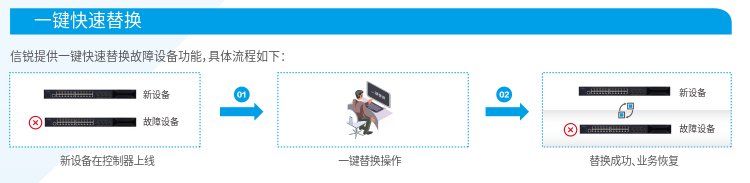 一键快速替换
信锐提供一键快速替换故障设备功能，具体流程如下：
新设备
故障设备
新设备在控制器上线
01
一键替换操作
02
新设备
故障设备
替换成功、业务恢复